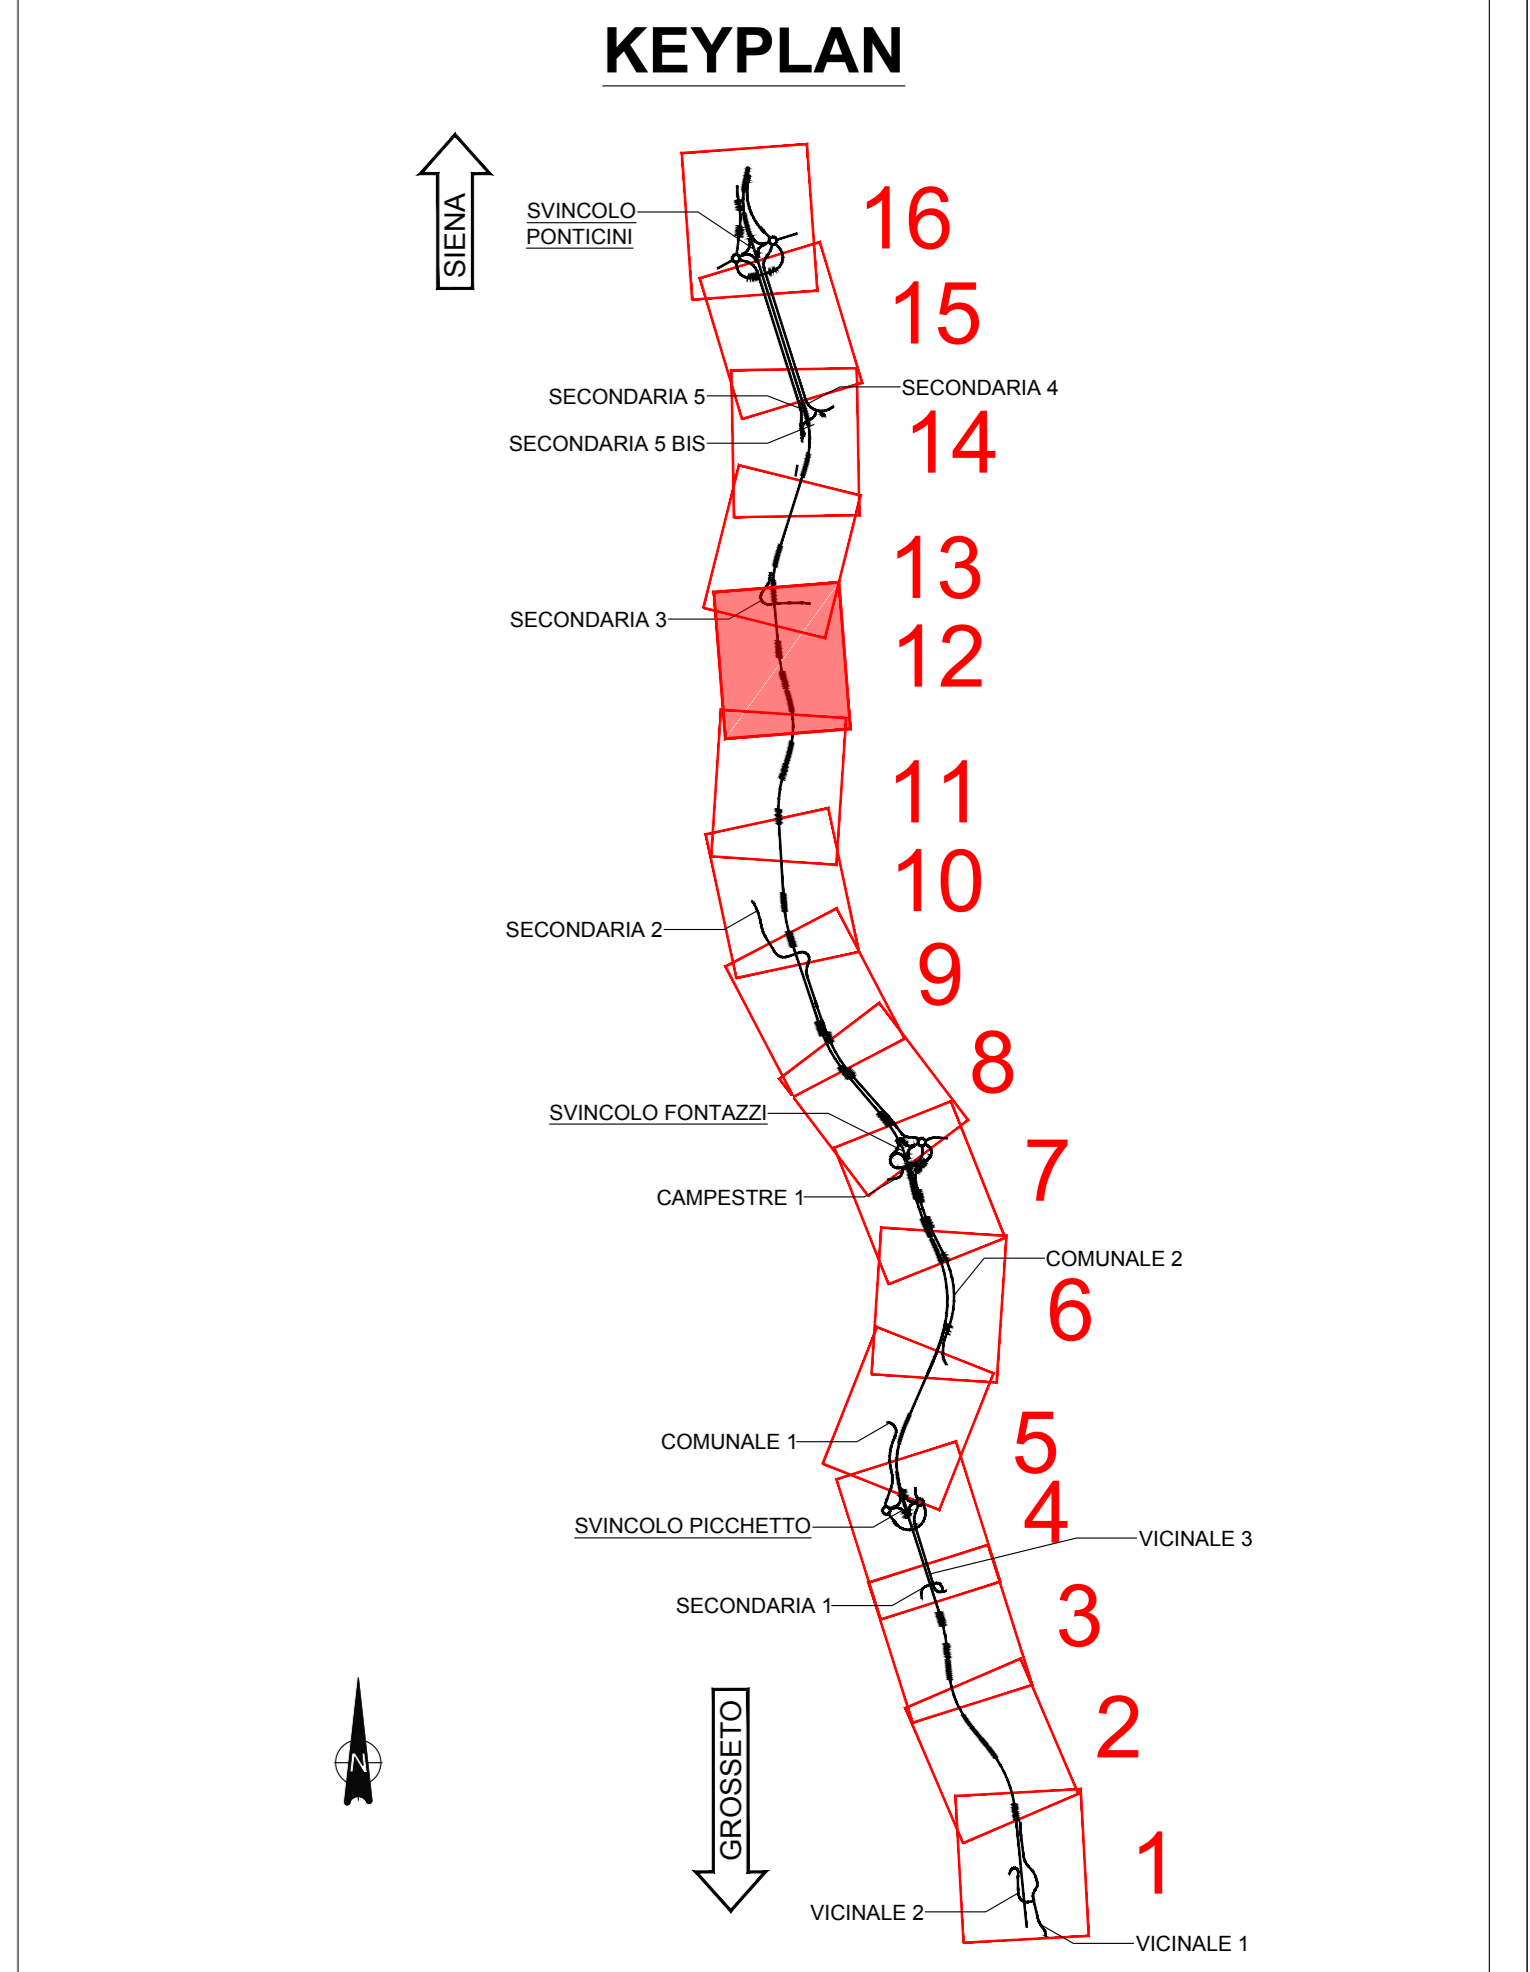 KEYPLAN
SIENA
SVINCOLO
PONTICINI
16
15
SECONDARIA 5
SECONDARIA 4
14
SECONDARIA 5 BIS
13
SECONDARIA 3
12
11
10
SECONDARIA 2
9
8
SVINCOLO FONTAZZI
7
CAMPESTRE 1
COMUNALE 2
6
COMUNALE 1
5
4
SVINCOLO PICCHETTO
VICINALE 3
SECONDARIA 1
3
2
N
GROSSETO
1
VICINALE 2
VICINALE 1